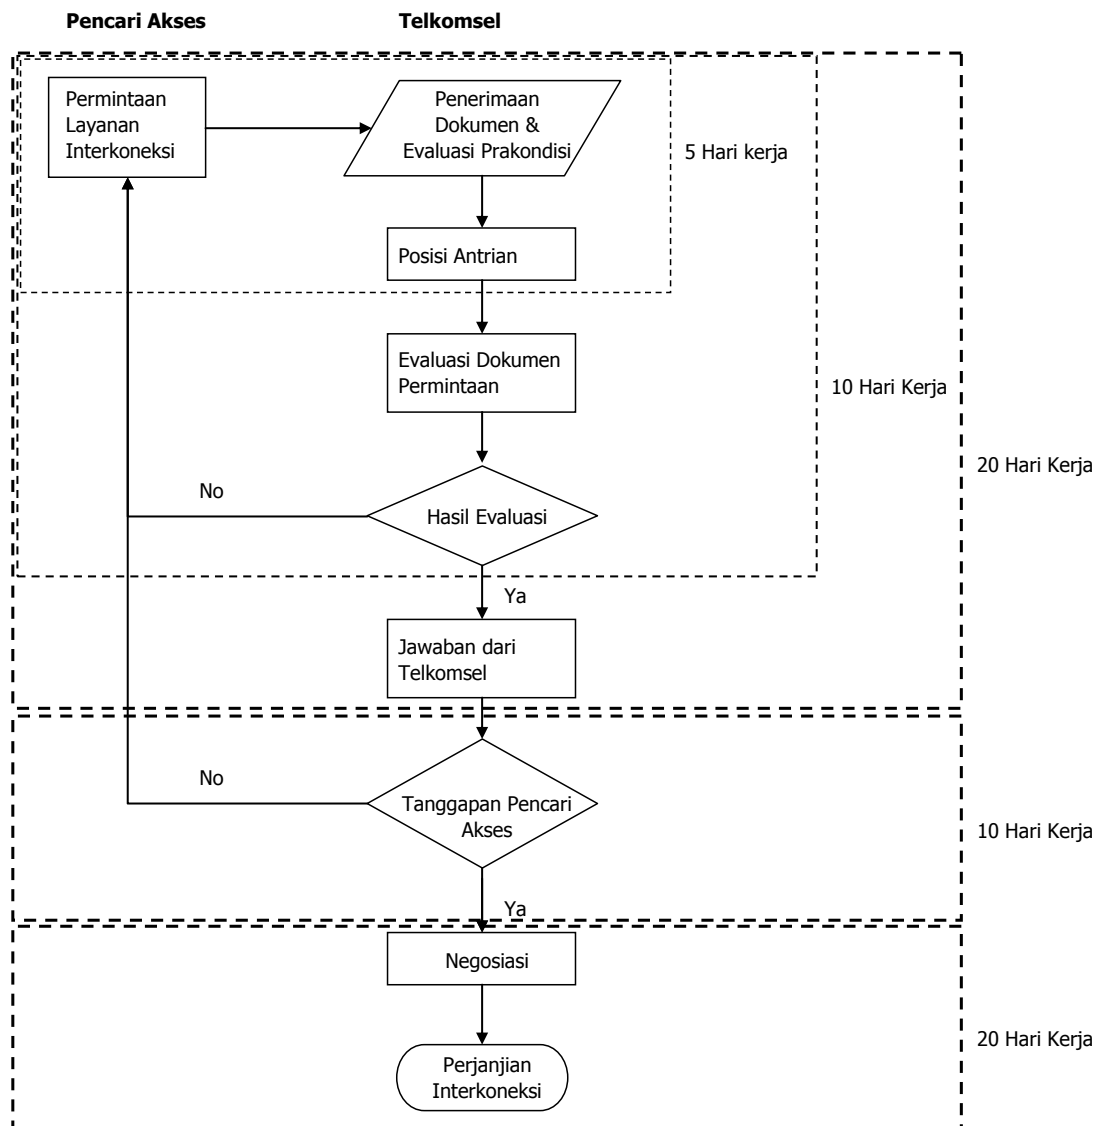 Pencari Akses
Telkomsel
Permintaan
Layanan
Interkoneksi
Penerimaan
Dokumen &
Evaluasi Prakondisi
5 Hari kerja
Posisi Antrian
Evaluasi Dokumen
Permintaan
10 Hari Kerja
20 Hari Kerja
No
Hasil Evaluasi
Ya
Jawaban dari
Telkomsel
No
Tanggapan Pencari
Akses
10 Hari Kerja
Ya
Negosiasi
20 Hari Kerja
Perjanjian
Interkoneksi